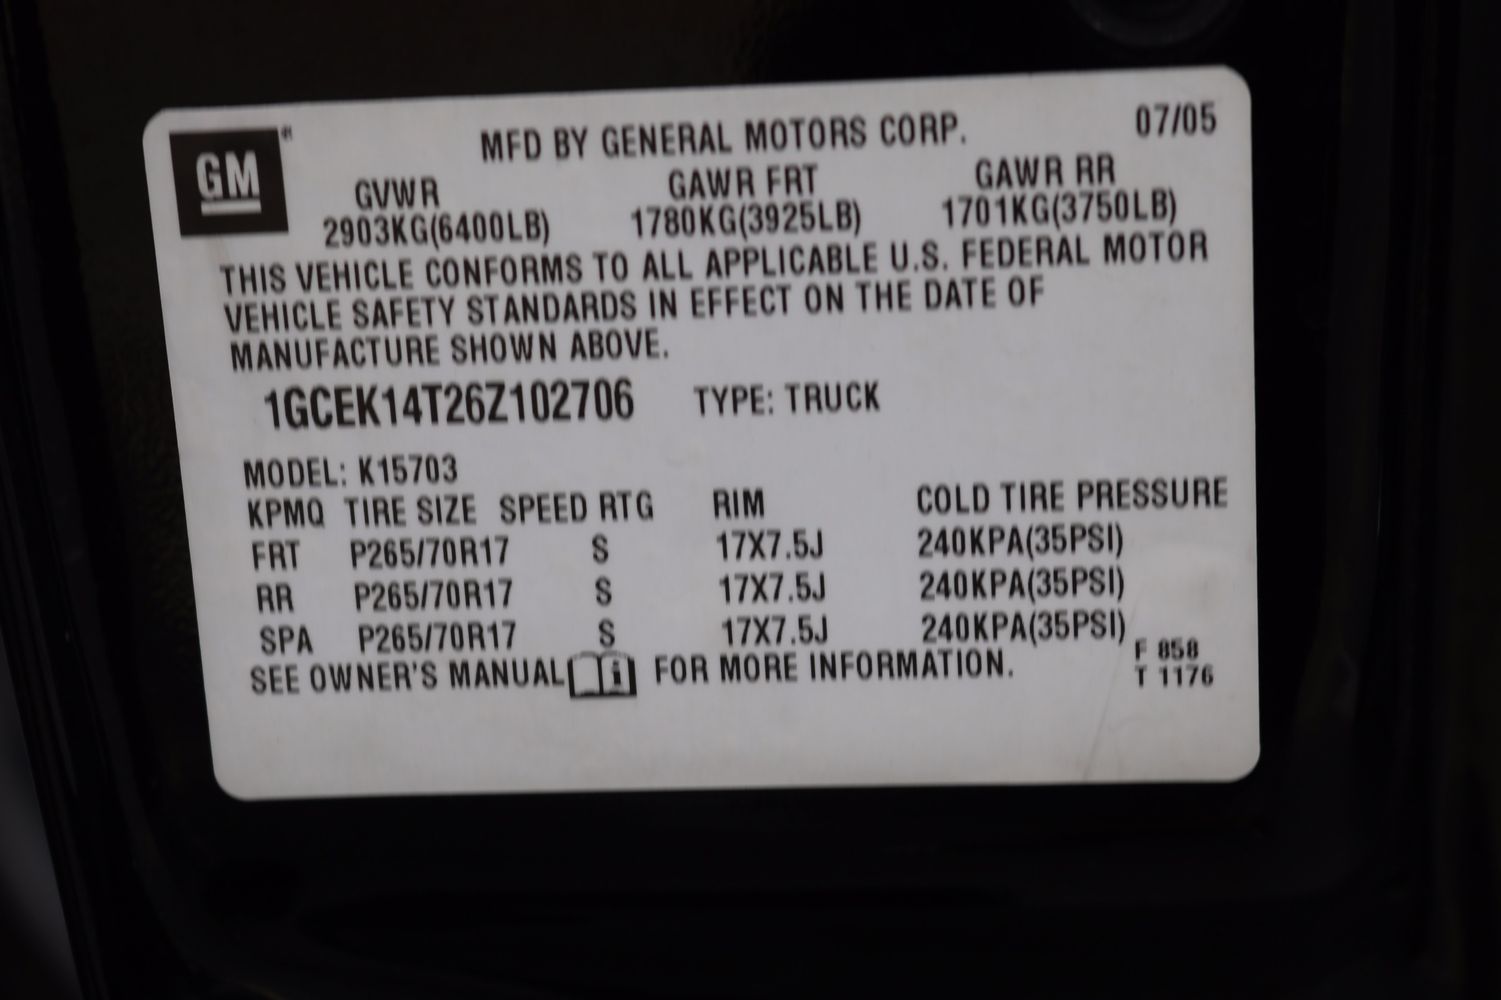 GM
MFD BY GENERAL MOTORS CORP. 07/05
GVWR GAWR FRT GAWR RR
2903KG(6400LB) 1780KG(3925LB) 1701KG(3750LB)
THIS VEHICLE CONFORMS TO ALL APPLICABLE U.S. FEDERAL MOTOR
VEHICLE SAFETY STANDARDS IN EFFECT ON THE DATE OF
MANUFACTURE SHOWN ABOVE.
1GCEK14T26Z102706 TYPE: TRUCK
MODEL: K15703
KPMQ TIRE SIZE SPEED RTG RIM COLD TIRE PRESSURE
FRT P265/70R17 S 17X7.5J 240KPA(35PSI)
RR P265/70R17 S 17X7.5J 240KPA(35PSI)
SPA P265/70R17 S 17X7.5J 240KPA(35PSI)
SEE OWNER'S MANUAL i FOR MORE INFORMATION.
F 858
T 1176